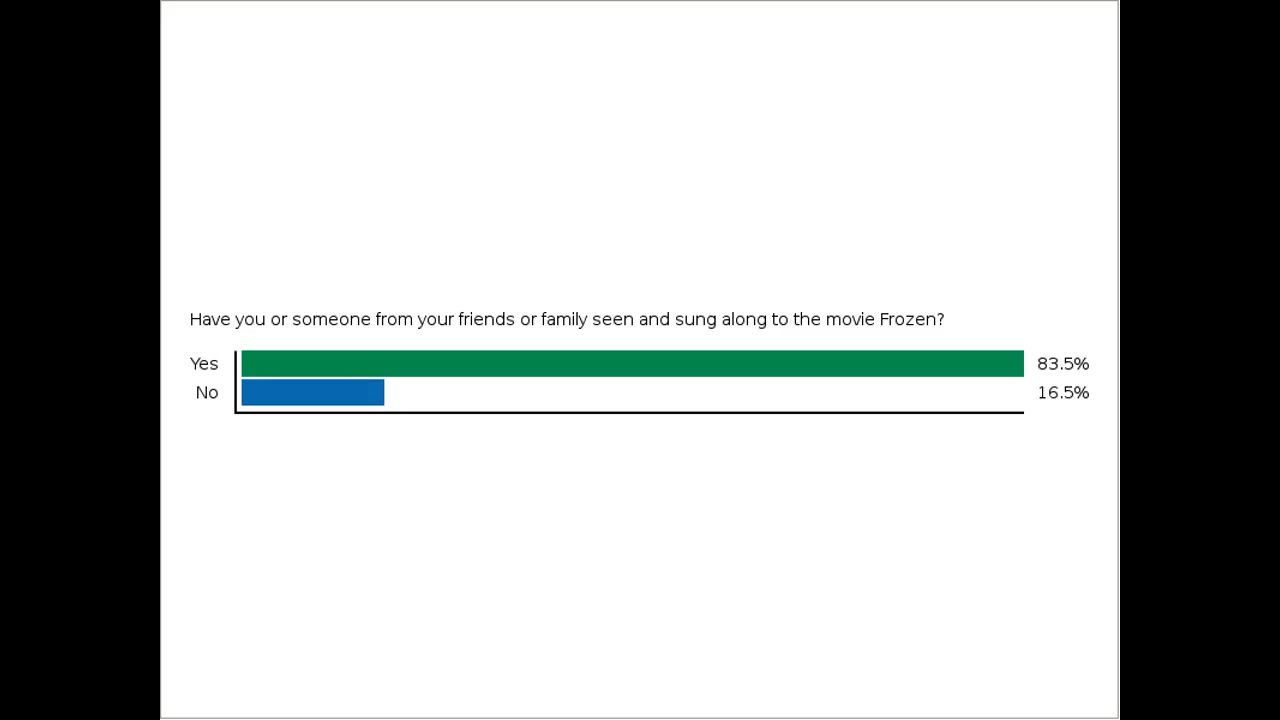 Have you or someone from your friends or family seen and sung along to the movie Frozen?
Yes 83.5%
No 16.5%